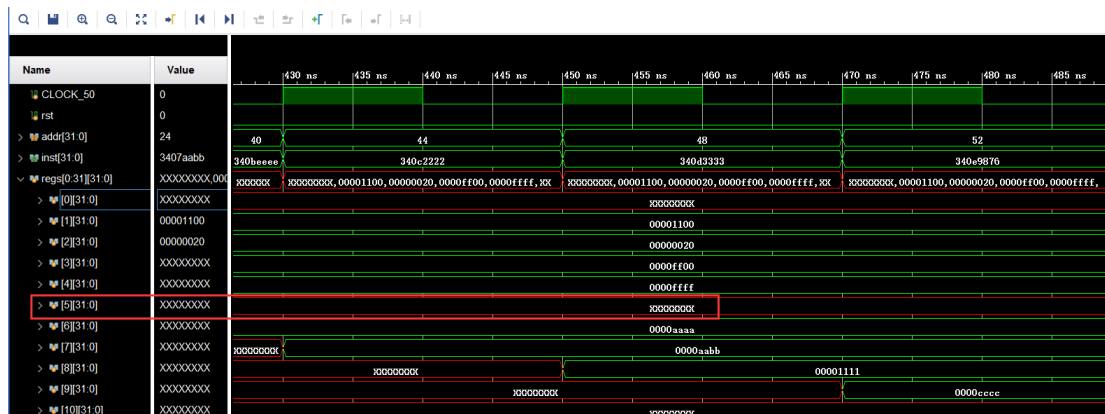 Name Value 430 ns 435 ns 440 ns 445 ns 450 ns 455 ns 460 ns 465 ns 470 ns 475 ns 480 ns 485 ns
CLOCK_50 0
rst 0
addr[31:0] 24 40 44 48 52
inst[31:0] 3407aabb 340beeee 340c2222 340d3333 340e9876
regs[0:31][31:0] XXXXXXXX,000 XXXXXX XXXXXXXX,00001100,00000020,0000ff00,0000ffff,XX XXXXXXXX,00001100,00000020,0000ff00,0000ffff,XX XXXXXXXX,00001100,00000020,0000ff00,0000ffff,
[0][31:0] XXXXXXXX XXXXXXXX
[1][31:0] 00001100 00001100
[2][31:0] 00000020 00000020
[3][31:0] XXXXXXXX 0000ff00
[4][31:0] XXXXXXXX 0000ffff
[5][31:0] XXXXXXXX XXXXXXXX
[6][31:0] XXXXXXXX 0000aaaa
[7][31:0] XXXXXXXX XXXXXXXX 0000aabb
[8][31:0] XXXXXXXX XXXXXXXX 00001111
[9][31:0] XXXXXXXX XXXXXXXX 0000cccc
[10][31:0] XXXXXXXX XXXXXXXX